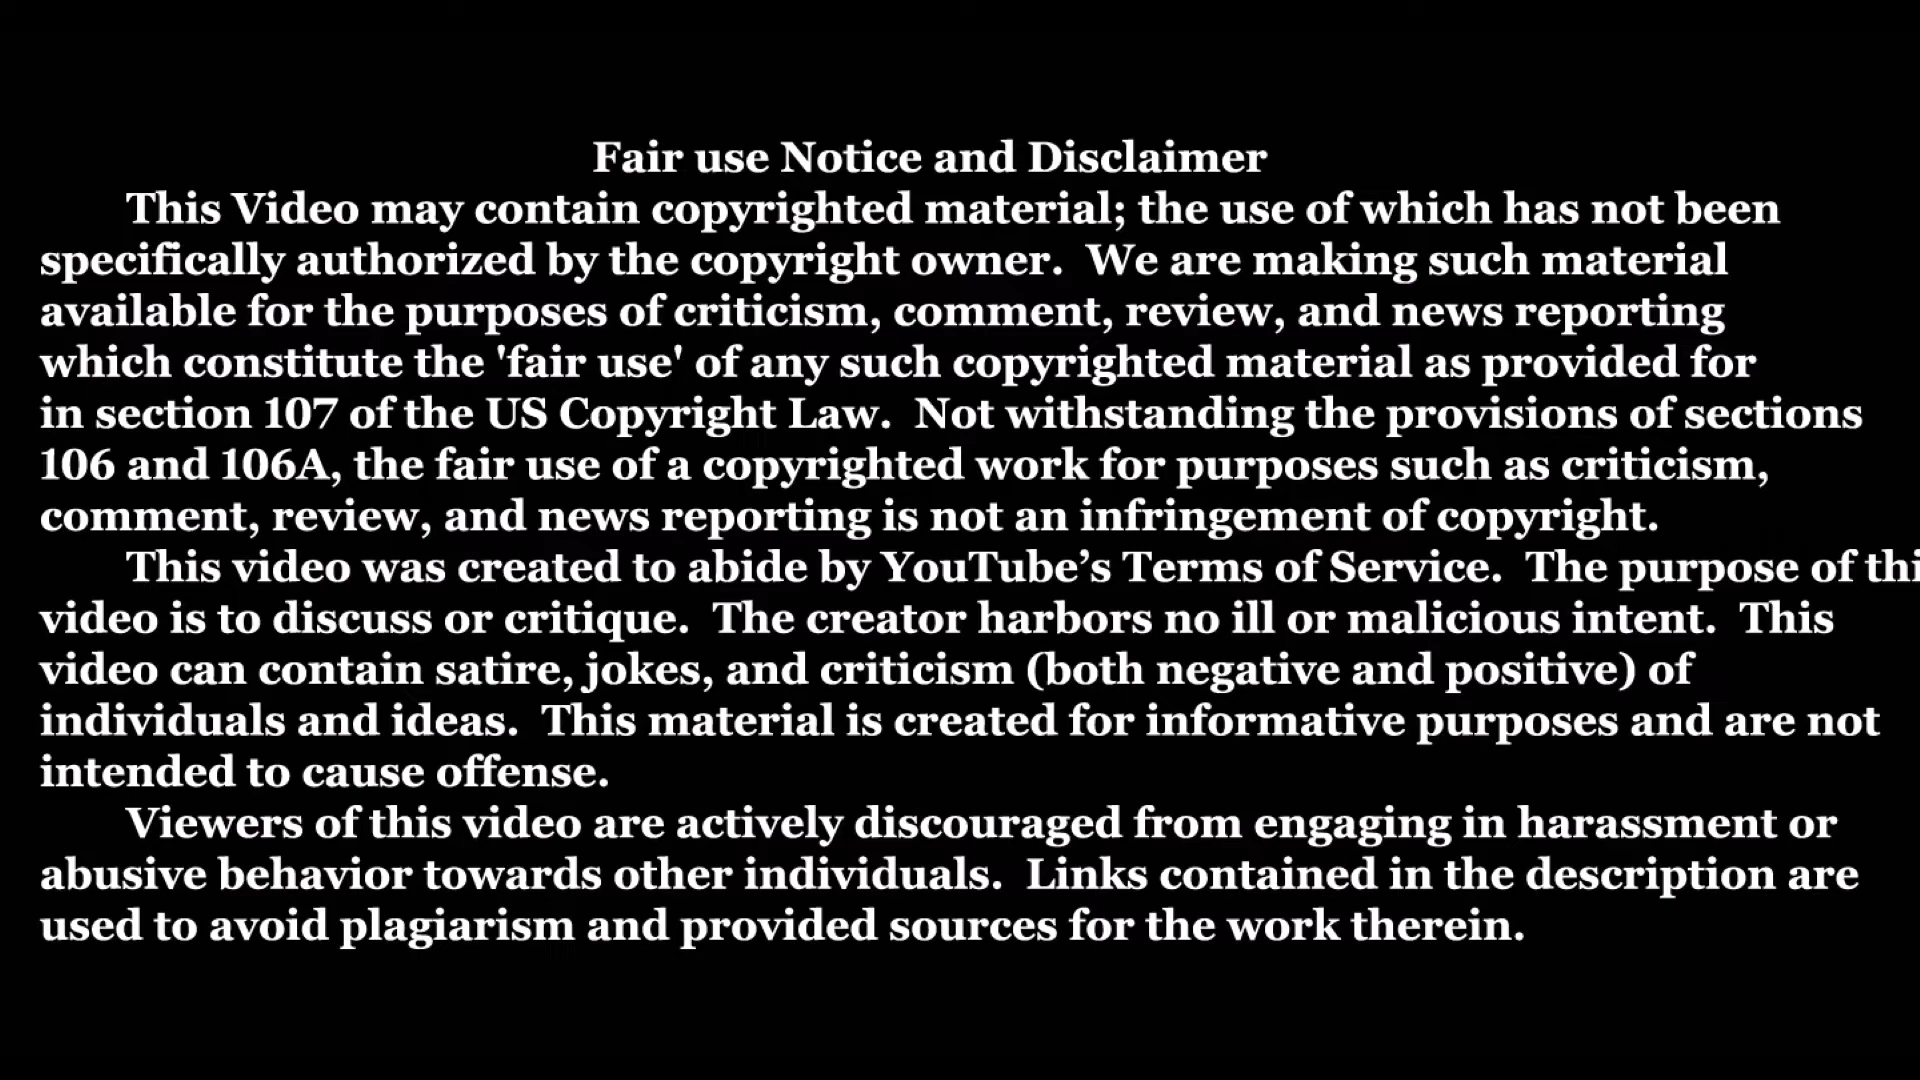 Fair use Notice and Disclaimer
This Video may contain copyrighted material; the use of which has not been
specifically authorized by the copyright owner.  We are making such material
available for the purposes of criticism, comment, review, and news reporting
which constitute the 'fair use' of any such copyrighted material as provided for
in section 107 of the US Copyright Law.  Not withstanding the provisions of sections
106 and 106A, the fair use of a copyrighted work for purposes such as criticism,
comment, review, and news reporting is not an infringement of copyright.
This video was created to abide by YouTube’s Terms of Service.  The purpose of thi
video is to discuss or critique.  The creator harbors no ill or malicious intent.  This
video can contain satire, jokes, and criticism (both negative and positive) of
individuals and ideas.  This material is created for informative purposes and are not
intended to cause offense.
Viewers of this video are actively discouraged from engaging in harassment or
abusive behavior towards other individuals.  Links contained in the description are
used to avoid plagiarism and provided sources for the work therein.